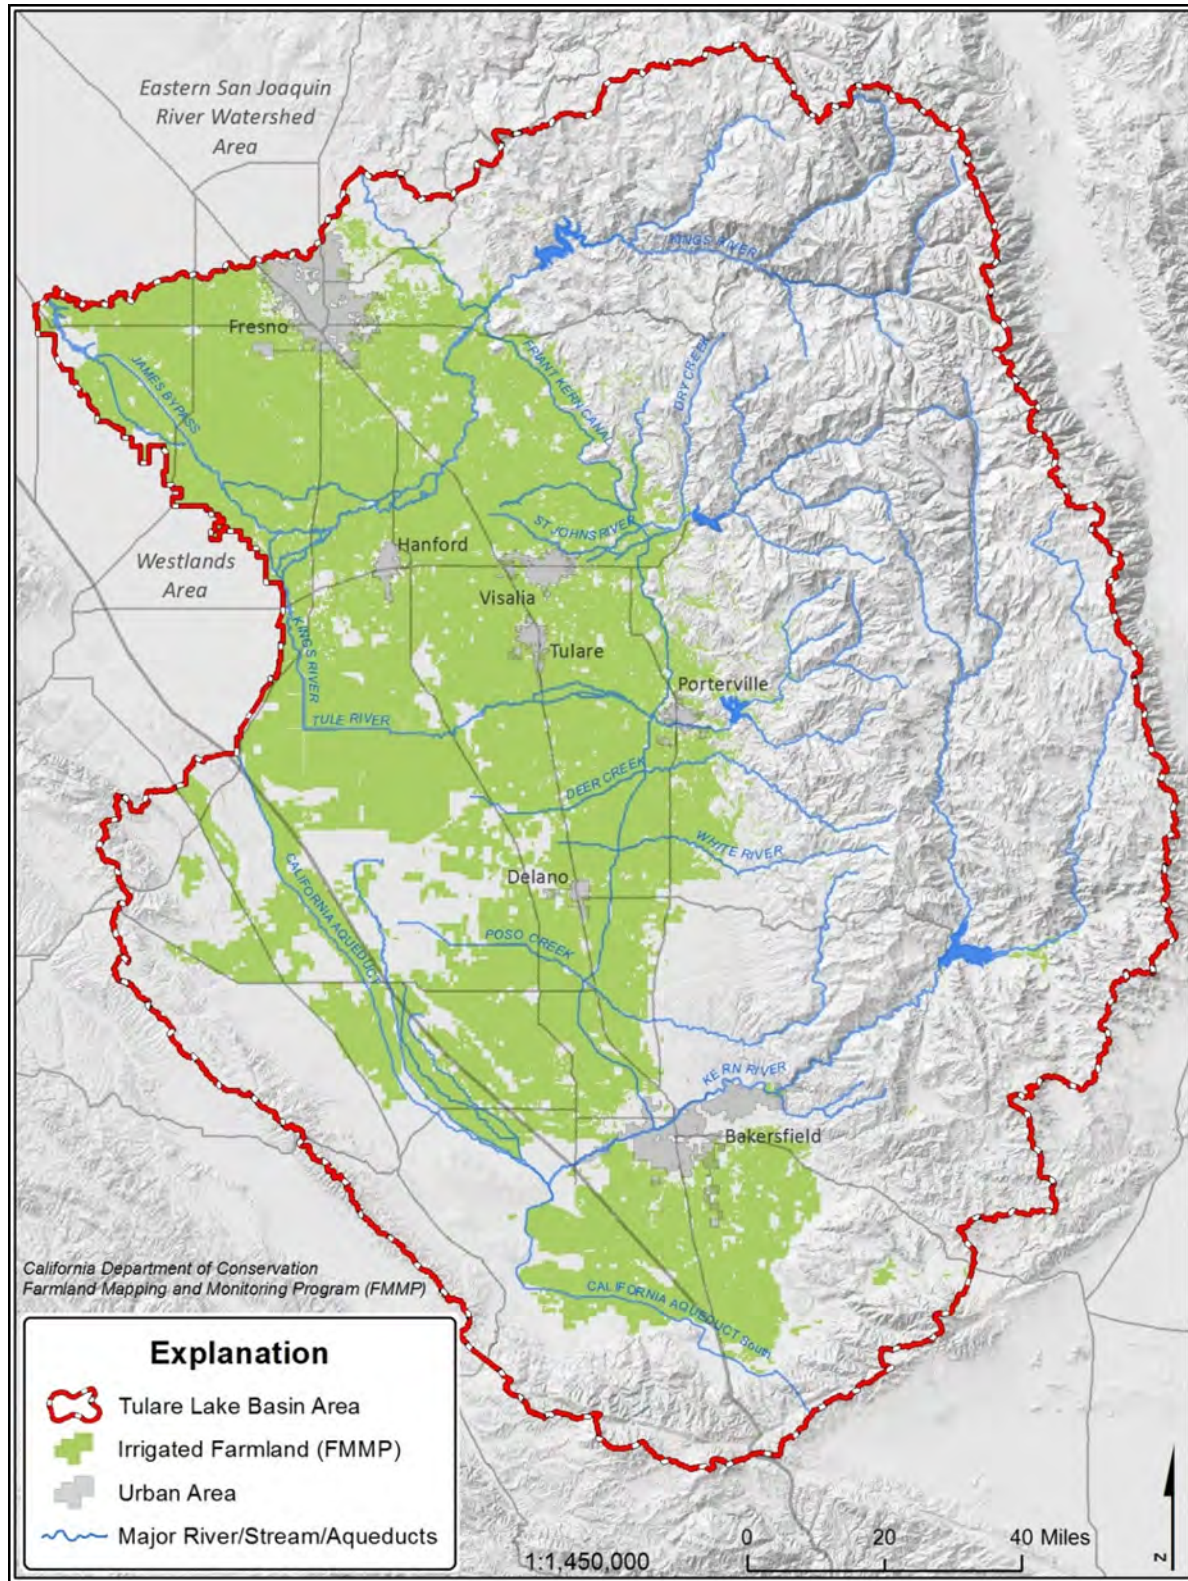 Eastern San Joaquin
River Watershed
Area
KINGS RIVER
Fresno
FRIANT KERN CANAL
DRY CREEK
JAMES BYPASS
ST JOHNS RIVER
Hanford
Westlands
Area
Visalia
KINGS RIVER
Tulare
Porterville
TULE RIVER
DEER CREEK
WHITE RIVER
CALIFORNIA AQUEDUCT
Delano
POSO CREEK
KERN RIVER
Bakersfield
California Department of Conservation
Farmland Mapping and Monitoring Program (FMMP)
CALIFORNIA AQUEDUCT South
Explanation
Tulare Lake Basin Area
Irrigated Farmland (FMMP)
Urban Area
Major River/Stream/Aqueducts
0 20 40 Miles
1:1,450,000
N